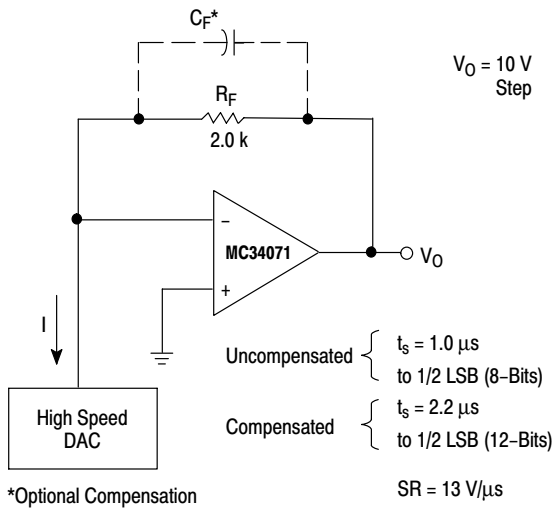 C_F*
V_O = 10 V
Step
R_F
2.0 k
−
MC34071
V_O
+
I
Uncompensated
t_s = 1.0 µs
to 1/2 LSB (8−Bits)
High Speed
DAC
Compensated
t_s = 2.2 µs
to 1/2 LSB (12−Bits)
*Optional Compensation
SR = 13 V/µs